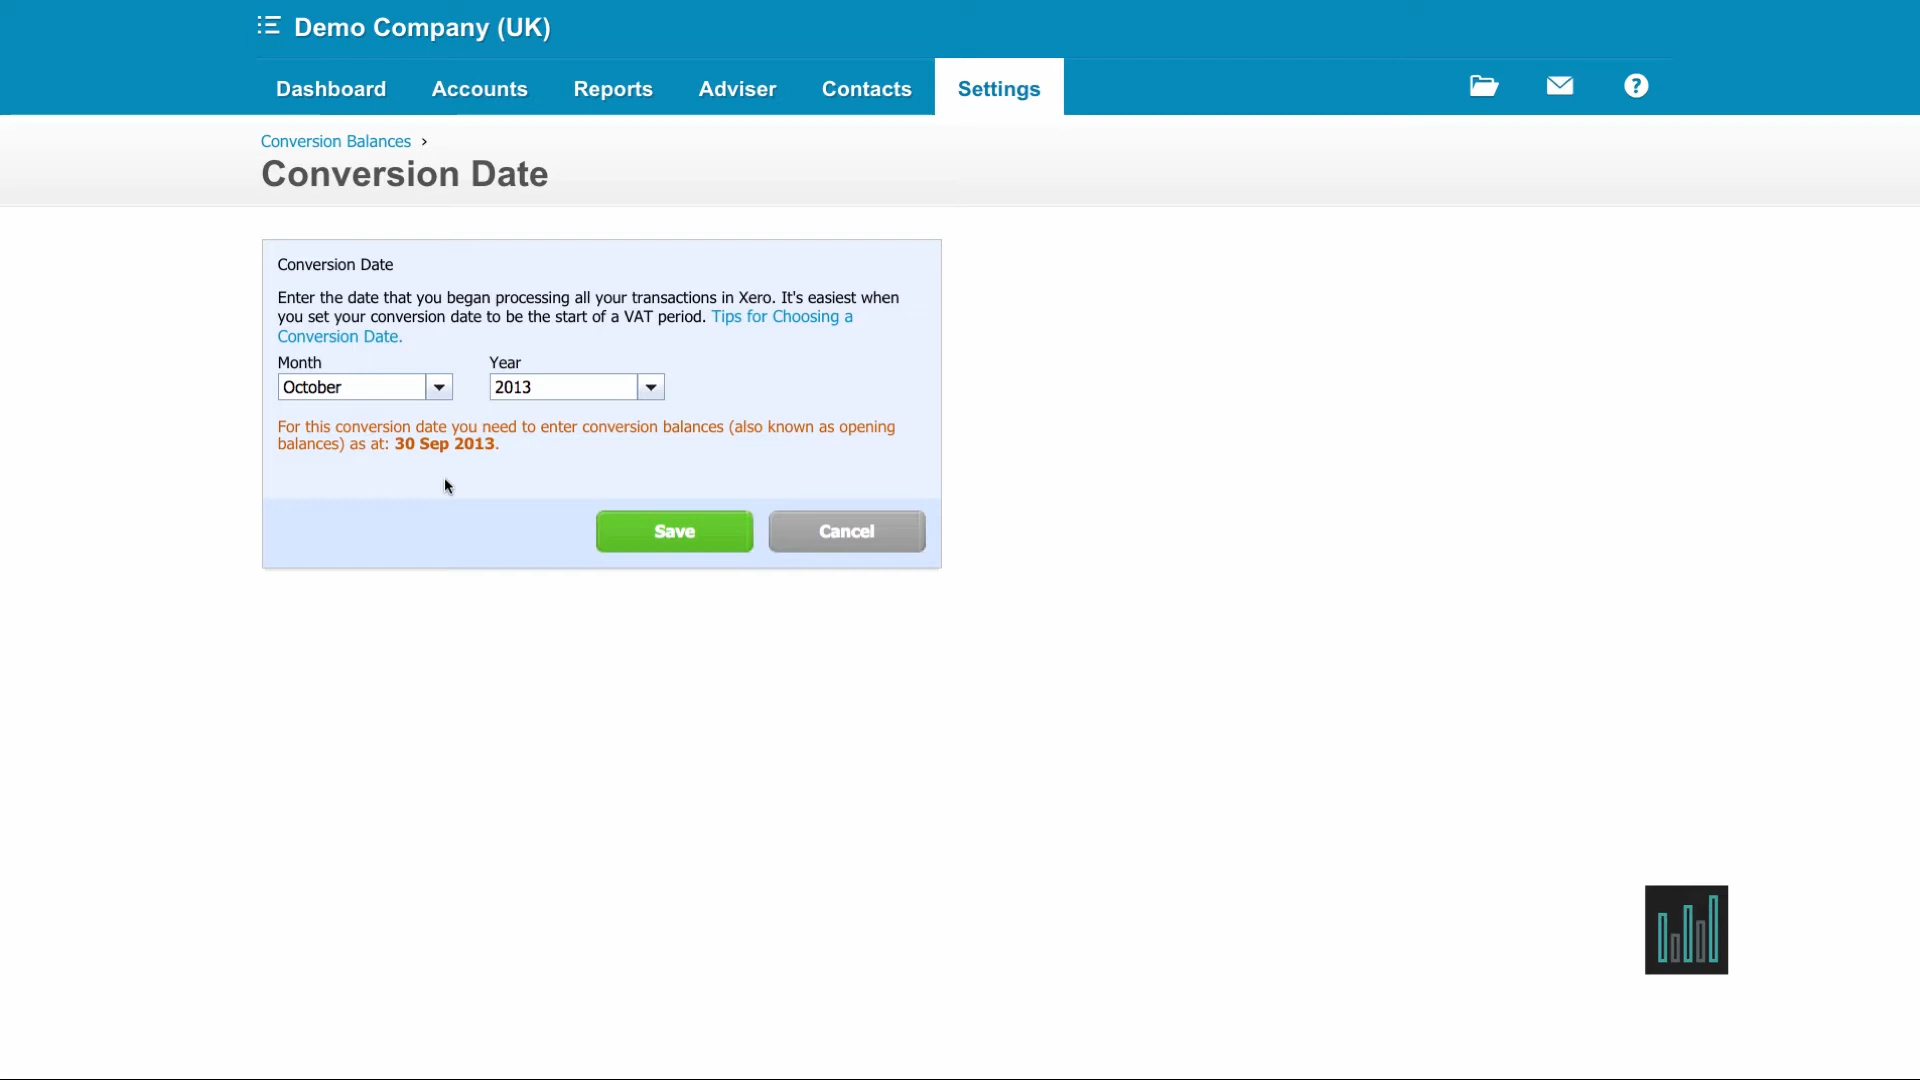 Demo Company (UK)
Dashboard Accounts Reports Adviser Contacts Settings
?
Conversion Balances ›
Conversion Date
Conversion Date
Enter the date that you began processing all your transactions in Xero. It's easiest when
you set your conversion date to be the start of a VAT period. Tips for Choosing a
Conversion Date.
Month Year
October 2013
For this conversion date you need to enter conversion balances (also known as opening
balances) as at: 30 Sep 2013.
Save Cancel